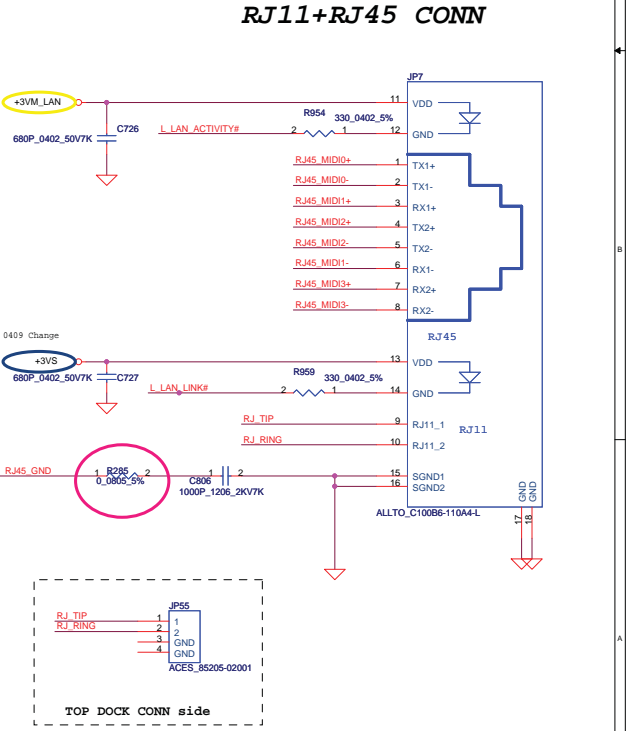 RJ11+RJ45 CONN
JP7
+3VM_LAN
11 VDD
C726
680P_0402_50V7K
R954
330_0402_5%
L_LAN_ACTIVITY# 2 1 12 GND
RJ45_MIDI0+ 1 TX1+
RJ45_MIDI0- 2 TX1-
RJ45_MIDI1+ 3 RX1+
RJ45_MIDI2+ 4 TX2+
RJ45_MIDI2- 5 TX2-
RJ45_MIDI1- 6 RX1-
RJ45_MIDI3+ 7 RX2+
RJ45_MIDI3- 8 RX2-
B
0409 Change
RJ45
+3VS
13 VDD
680P_0402_50V7K C727
R959
330_0402_5%
L_LAN_LINK# 2 1 14 GND
RJ_TIP 9 RJ11_1
RJ11
RJ_RING 10 RJ11_2
RJ45_GND 1 R285 2
0_0805_5%
1 2
C806
1000P_1206_2KV7K
15 SGND1
16 SGND2
GND GND
17 18
ALLTO_C100B6-110A4-L
JP55
RJ_TIP 1 1
RJ_RING 2 2
3 GND
4 GND
ACES_85205-02001
A
TOP DOCK CONN side